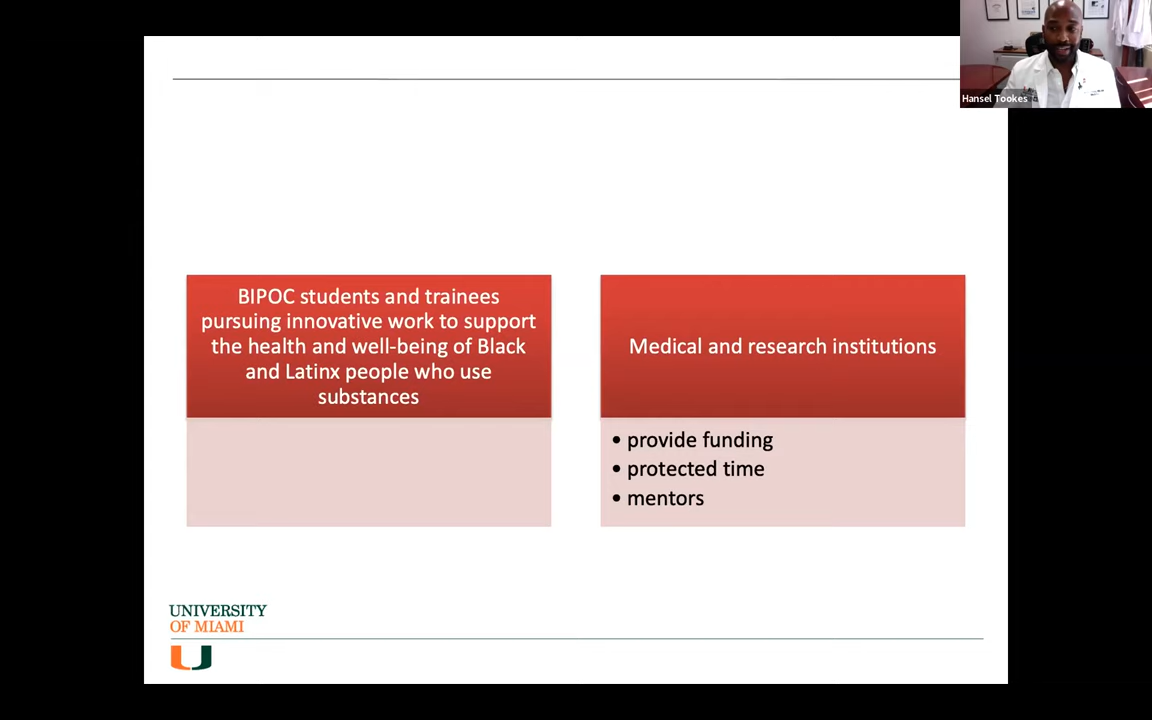 Hansel Tookes
BIPOC students and trainees
pursuing innovative work to support
the health and well-being of Black
and Latinx people who use
substances
Medical and research institutions
• provide funding
• protected time
• mentors
UNIVERSITY
OF MIAMI